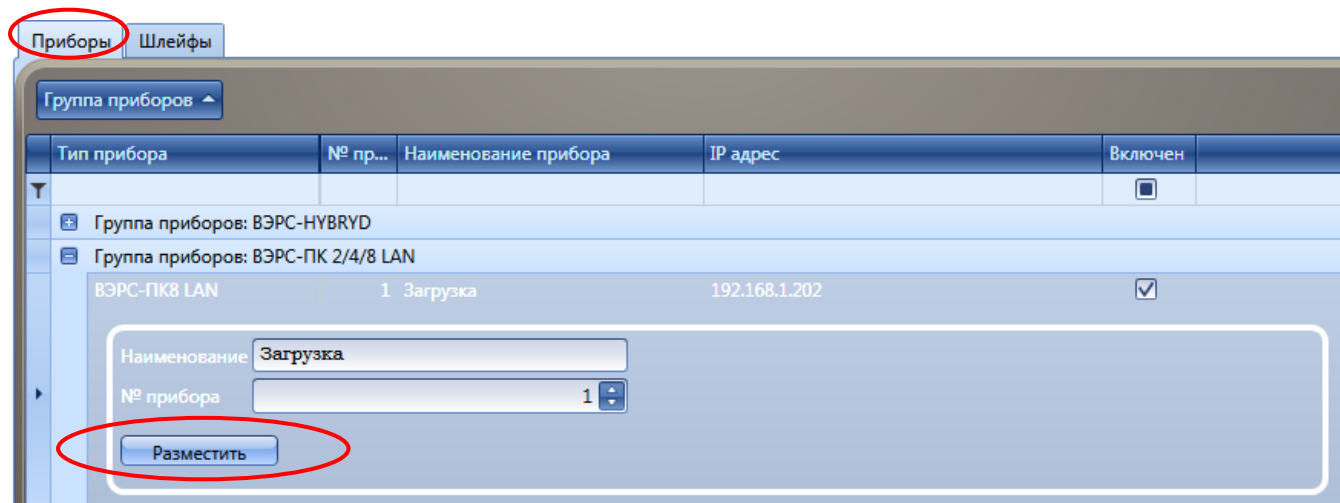 Приборы Шлейфы
Группа приборов
Тип прибора № пр... Наименование прибора IP адрес Включен
Группа приборов: ВЭРС-HYBRYD
Группа приборов: ВЭРС-ПК 2/4/8 LAN
ВЭРС-ПК8 LAN 1 Загрузка 192.168.1.202
Наименование Загрузка
№ прибора 1
Разместить